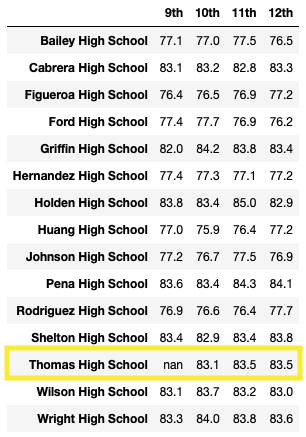 9th 10th 11th 12th
Bailey High School 77.1 77.0 77.5 76.5
Cabrera High School 83.1 83.2 82.8 83.3
Figueroa High School 76.4 76.5 76.9 77.2
Ford High School 77.4 77.7 76.9 76.2
Griffin High School 82.0 84.2 83.8 83.4
Hernandez High School 77.4 77.3 77.1 77.2
Holden High School 83.8 83.4 85.0 82.9
Huang High School 77.0 75.9 76.4 77.2
Johnson High School 77.2 76.7 77.5 76.9
Pena High School 83.6 83.4 84.3 84.1
Rodriguez High School 76.9 76.6 76.4 77.7
Shelton High School 83.4 82.9 83.4 83.8
Thomas High School nan 83.1 83.5 83.5
Wilson High School 83.1 83.7 83.2 83.0
Wright High School 83.3 84.0 83.8 83.6